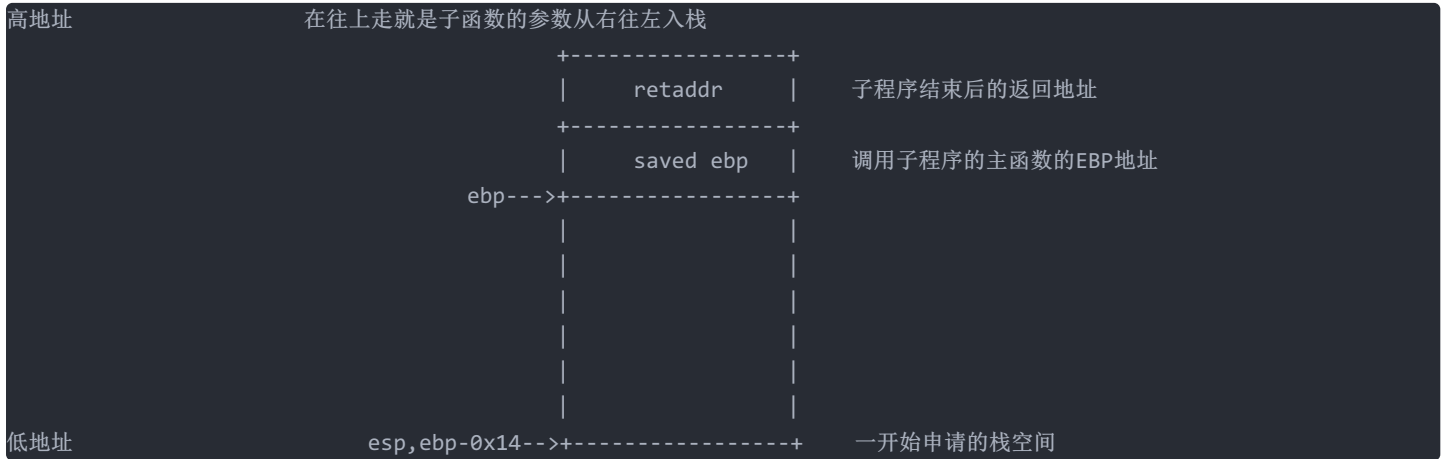 高地址                     在往上走就是子函数的参数从右往左入栈
                                           +-----------------+
                                           |     retaddr     |    子程序结束后的返回地址
                                           +-----------------+
                                           |     saved ebp   |    调用子程序的主函数的EBP地址
                                    ebp--->+-----------------+
                                           |                 |
                                           |                 |
                                           |                 |
                                           |                 |
                                           |                 |
                                           |                 |
低地址                      esp,ebp-0x14-->+-----------------+    一开始申请的栈空间